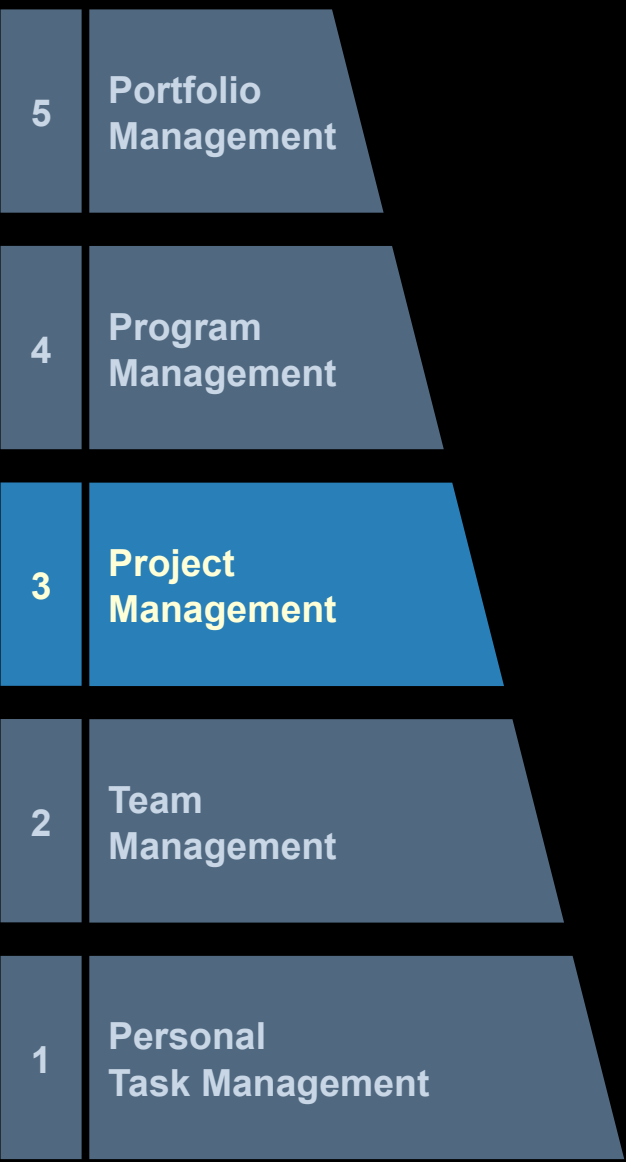 5
Portfolio
Management
4
Program
Management
3
Project
Management
2
Team
Management
1
Personal
Task Management